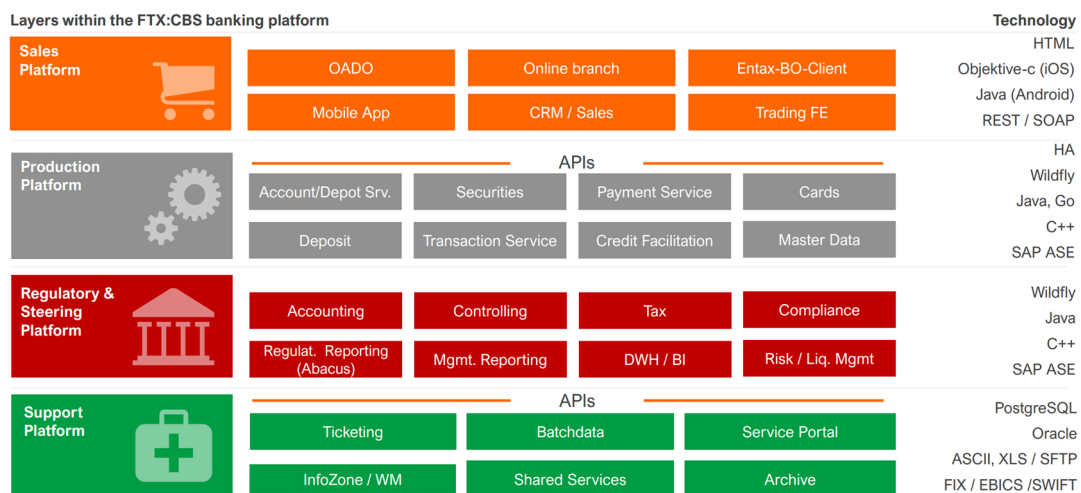 Layers within the FTX:CBS banking platform
Technology
Sales
Platform
OADO
Online branch
Entax-BO-Client
Mobile App
CRM / Sales
Trading FE
HTML
Objektive-c (iOS)
Java (Android)
REST / SOAP
Production
Platform
APIs
Account/Depot Srv.
Securities
Payment Service
Cards
Deposit
Transaction Service
Credit Facilitation
Master Data
HA
Wildfly
Java, Go
C++
SAP ASE
Regulatory &
Steering
Platform
Accounting
Controlling
Tax
Compliance
Regulat. Reporting
(Abacus)
Mgmt. Reporting
DWH / BI
Risk / Liq. Mgmt
Wildfly
Java
C++
SAP ASE
Support
Platform
APIs
Ticketing
Batchdata
Service Portal
InfoZone / WM
Shared Services
Archive
PostgreSQL
Oracle
ASCII, XLS / SFTP
FIX / EBICS /SWIFT